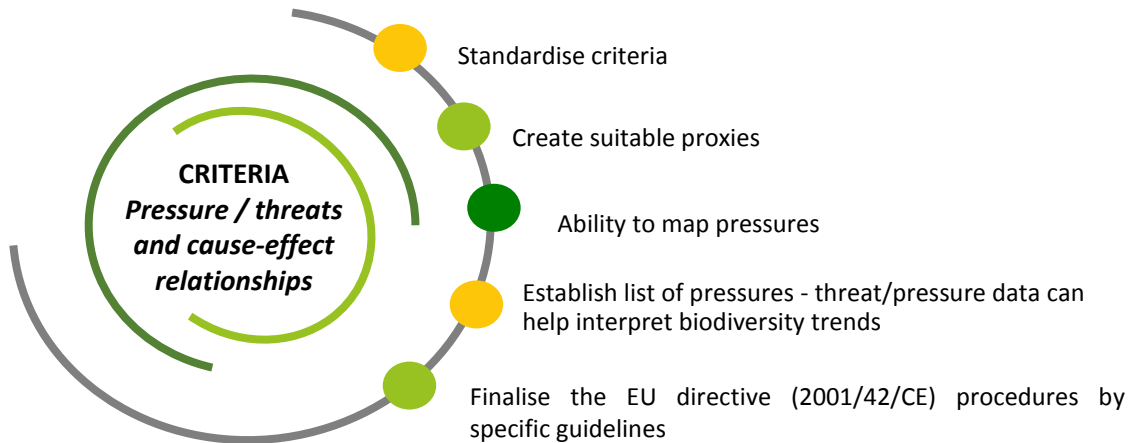 CRITERIA
Pressure / threats
and cause-effect
relationships
Standardise criteria
Create suitable proxies
Ability to map pressures
Establish list of pressures - threat/pressure data can
help interpret biodiversity trends
Finalise the EU directive (2001/42/CE) procedures by
specific guidelines